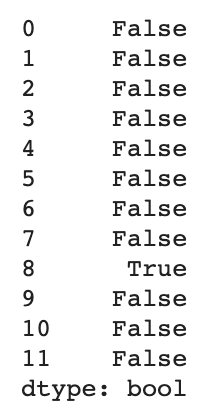 0     False
1     False
2     False
3     False
4     False
5     False
6     False
7     False
8      True
9     False
10    False
11    False
dtype: bool